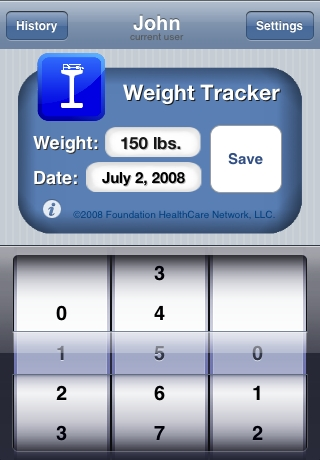 History
John
current user
Settings
Weight Tracker
Weight: 150 lbs.
Save
Date: July 2, 2008
i ©2008 Foundation HealthCare Network, LLC.
3
0 4
1 5 0
2 6 1
3 7 2